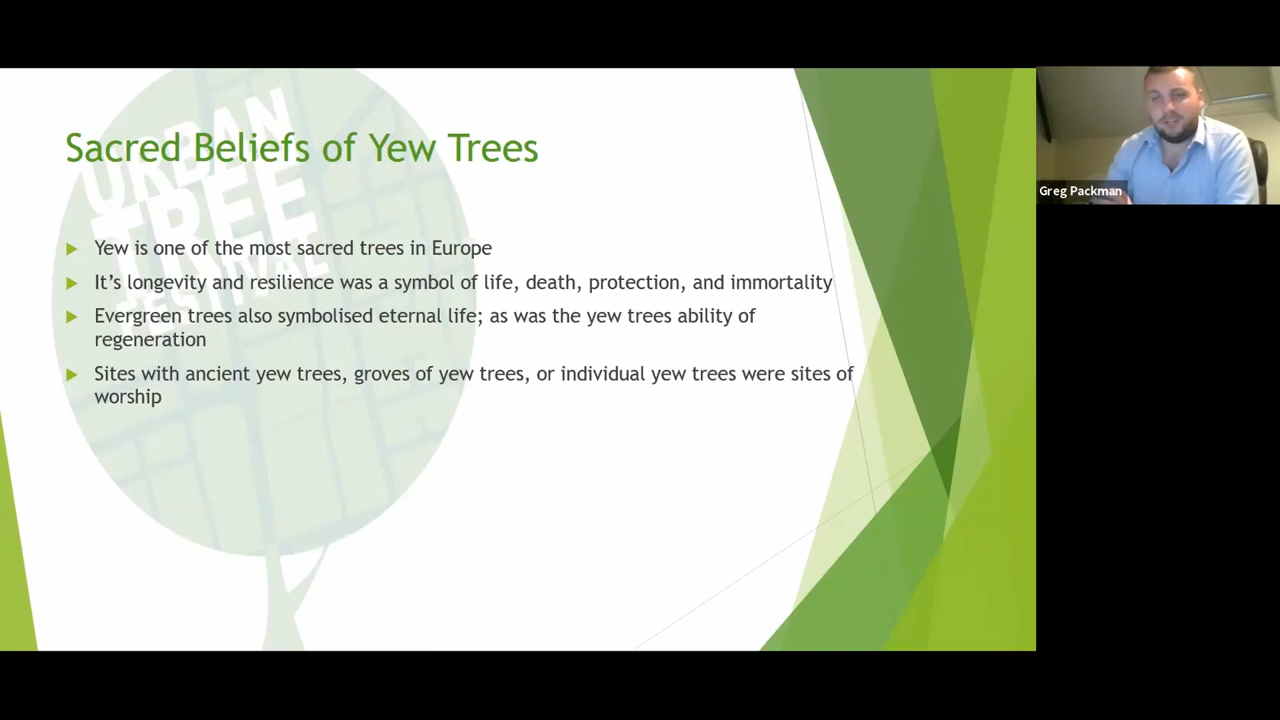 URBAN
TREE
FESTIVAL
Sacred Beliefs of Yew Trees
Yew is one of the most sacred trees in Europe
It’s longevity and resilience was a symbol of life, death, protection, and immortality
Evergreen trees also symbolised eternal life; as was the yew trees ability of
regeneration
Sites with ancient yew trees, groves of yew trees, or individual yew trees were sites of
worship
Greg Packman